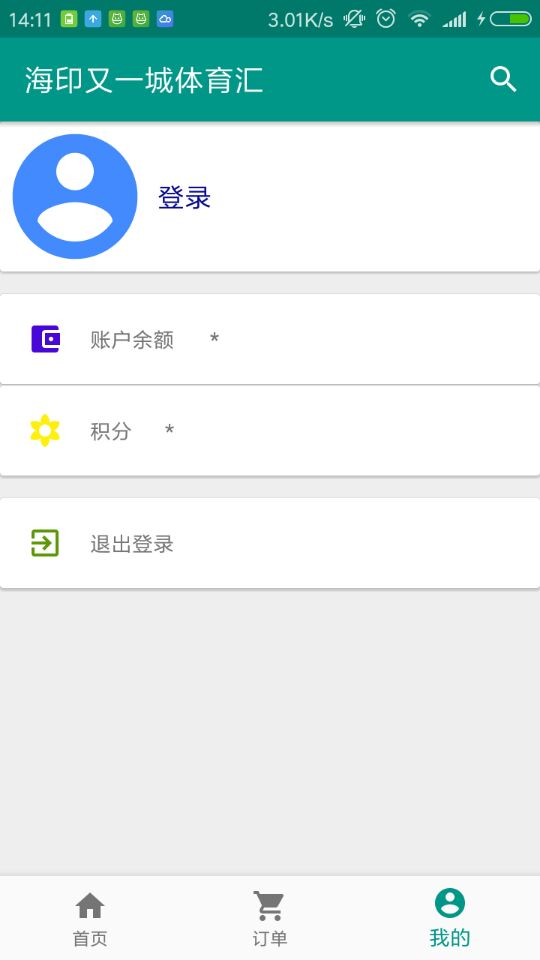 14:11 3.01K/s
海印又一城体育汇
登录
账户余额 *
积分 *
退出登录
首页 订单 我的